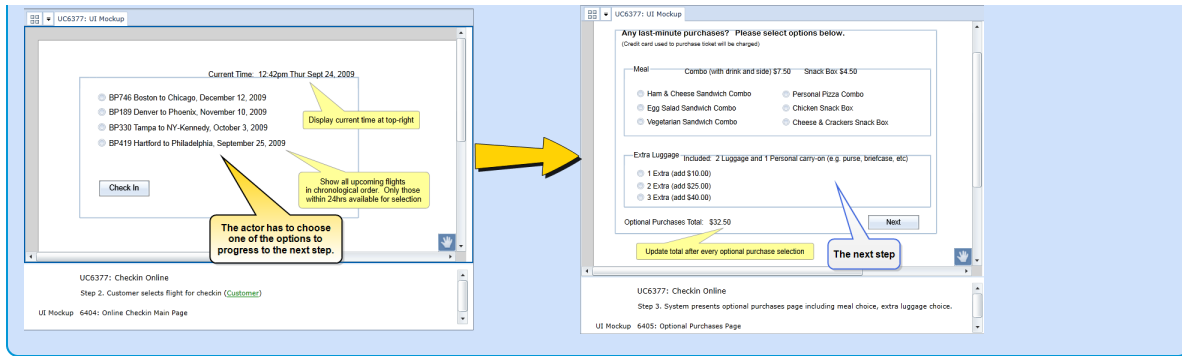 UC6377: UI Mockup
Current Time: 12:42pm Thur Sept 24, 2009
BP746 Boston to Chicago, December 12, 2009
BP189 Denver to Phoenix, November 10, 2009
BP330 Tampa to NY-Kennedy, October 3, 2009
BP419 Hartford to Philadelphia, September 25, 2009
Display current time at top-right
Show all upcoming flights
in chronological order. Only those
within 24hrs available for selection
Check In
The actor has to choose
one of the options to
progress to the next step.
UC6377: Checkin Online
Step 2. Customer selects flight for checkin (Customer)
UI Mockup 6404: Online Checkin Main Page
UC6377: UI Mockup
Any last-minute purchases? Please select options below.
(Credit card used to purchase ticket will be charged)
Meal Combo (with drink and side) $7.50 Snack Box $4.50
Ham & Cheese Sandwich Combo Personal Pizza Combo
Egg Salad Sandwich Combo Chicken Snack Box
Vegetarian Sandwich Combo Cheese & Crackers Snack Box
Extra Luggage Included: 2 Luggage and 1 Personal carry-on (e.g. purse, briefcase, etc)
1 Extra (add $10.00)
2 Extra (add $25.00)
3 Extra (add $40.00)
Optional Purchases Total: $32.50 Next
Update total after every optional purchase selection
The next step
UC6377: Checkin Online
Step 3. System presents optional purchases page including meal choice, extra luggage choice.
UI Mockup 6405: Optional Purchases Page